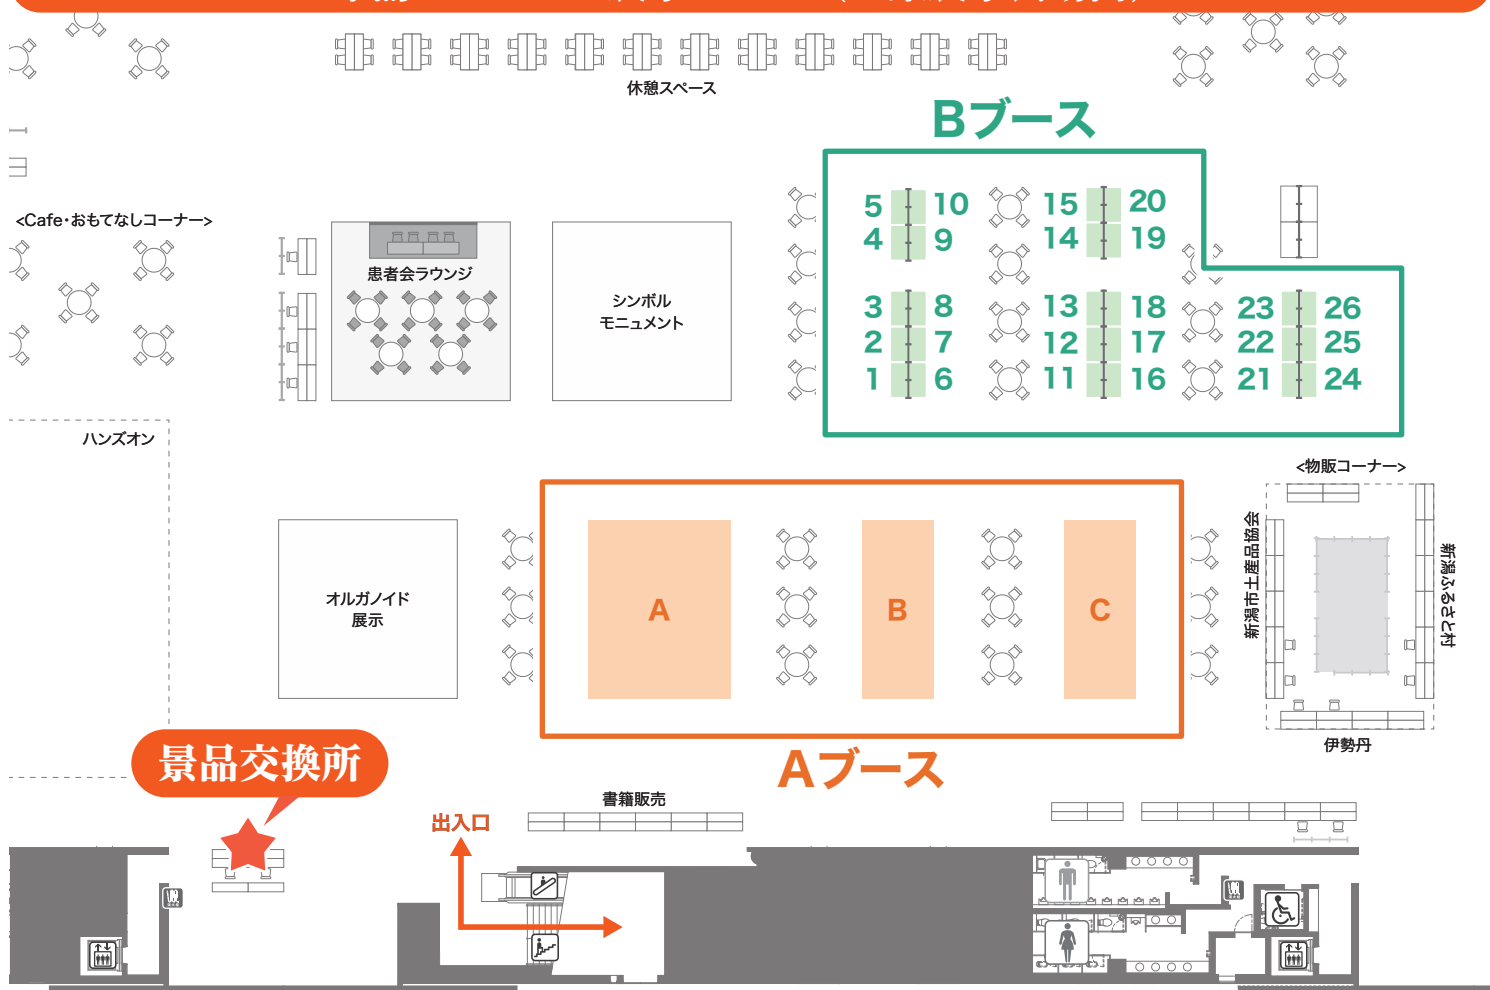 休憩スペース
Bブース
5 10 15 20
4 9 14 19
3 8 13 18 23 26
2 7 12 17 22 25
1 6 11 16 21 24
<Cafe・おもてなしコーナー>
患者会ラウンジ
シンボル
モニュメント
ハンズオン
<物販コーナー>
新潟市土産品協会
新潟ふるさと村
伊勢丹
オルガノイド
展示
A B C
Aブース
景品交換所
書籍販売
出入口